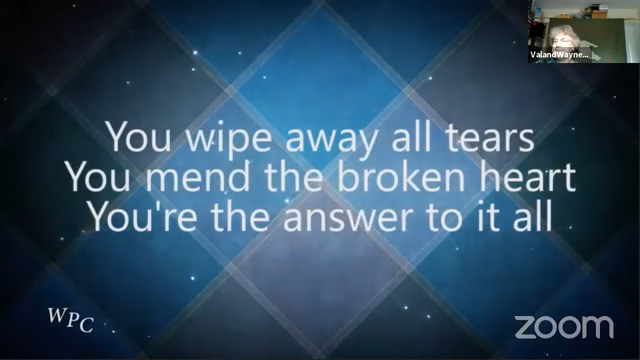 ValandWayne...
You wipe away all tears
You mend the broken heart
You're the answer to it all
WPC
zoom